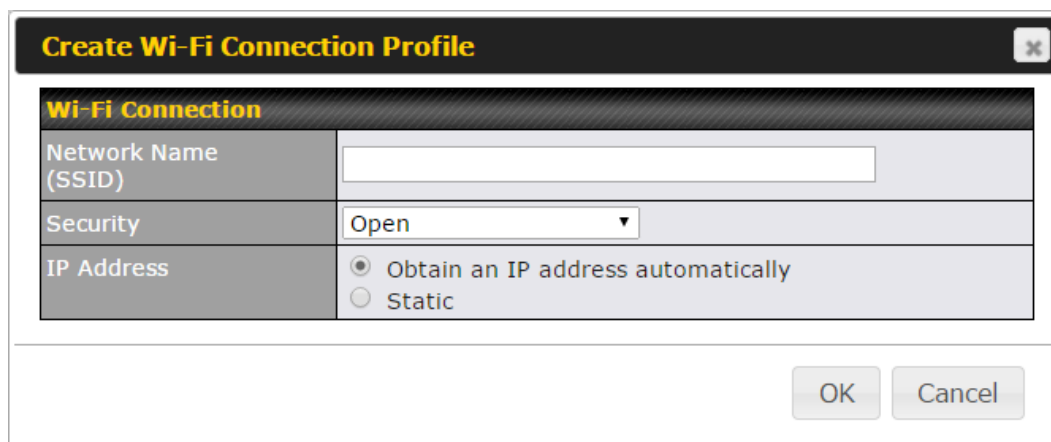 Create Wi-Fi Connection Profile
Wi-Fi Connection
Network Name
(SSID)
Security
Open
IP Address
Obtain an IP address automatically
Static
OK
Cancel